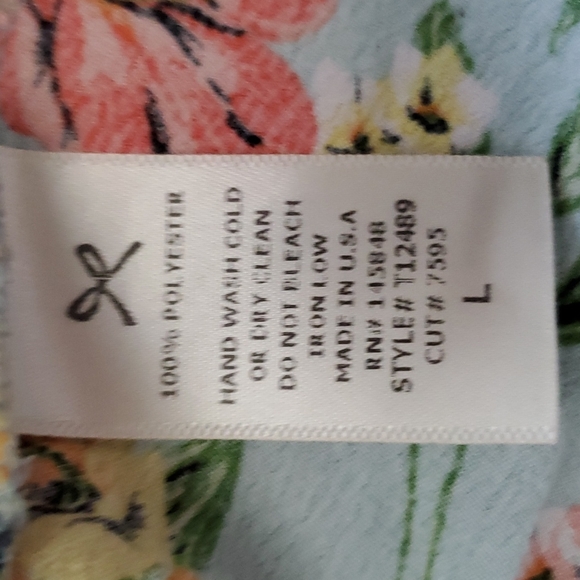 100% POLYESTER
HAND WASH COLD
OR DRY CLEAN
DO NOT BLEACH
IRON LOW
MADE IN U.S.A
RN# 145848
STYLE# T12489
CUT# 7595
L